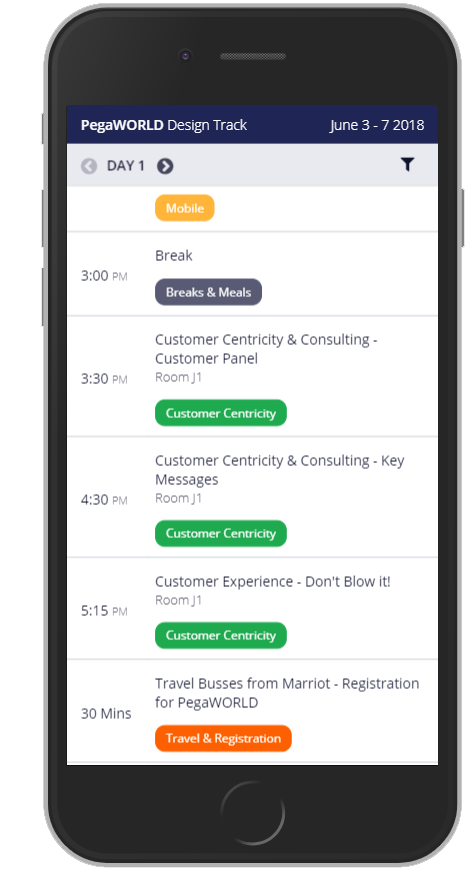 PegaWORLD Design Track June 3 - 7 2018
DAY 1
Mobile
3:00 PM
Break
Breaks & Meals
3:30 PM
Customer Centricity & Consulting -
Customer Panel
Room J1
Customer Centricity
4:30 PM
Customer Centricity & Consulting - Key
Messages
Room J1
Customer Centricity
5:15 PM
Customer Experience - Don't Blow it!
Room J1
Customer Centricity
30 Mins
Travel Busses from Marriot - Registration
for PegaWORLD
Travel & Registration